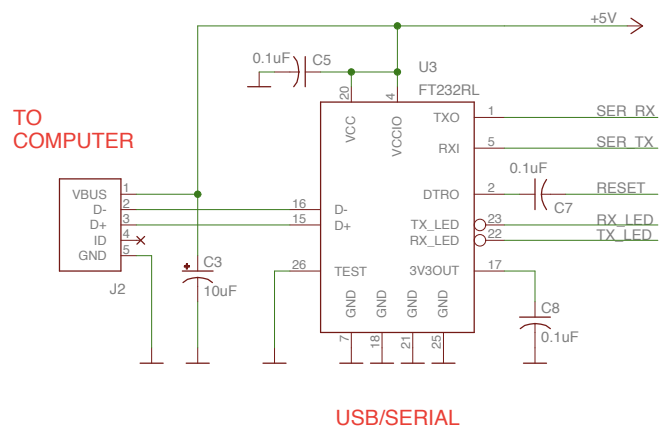 +5V
0.1uF
C5
U3
FT232RL
20
4
TO
COMPUTER
VCC
VCCIO
TXO
1
SER_RX
RXI
5
SER_TX
0.1uF
VBUS
1
DTRO
2
RESET
C7
D-
2
16
D-
D+
3
15
D+
TX_LED
23
RX_LED
ID
4
RX_LED
22
TX_LED
GND
5
C3
26
TEST
3V3OUT
17
J2
10uF
GND
GND
GND
GND
C8
0.1uF
7
18
21
25
USB/SERIAL